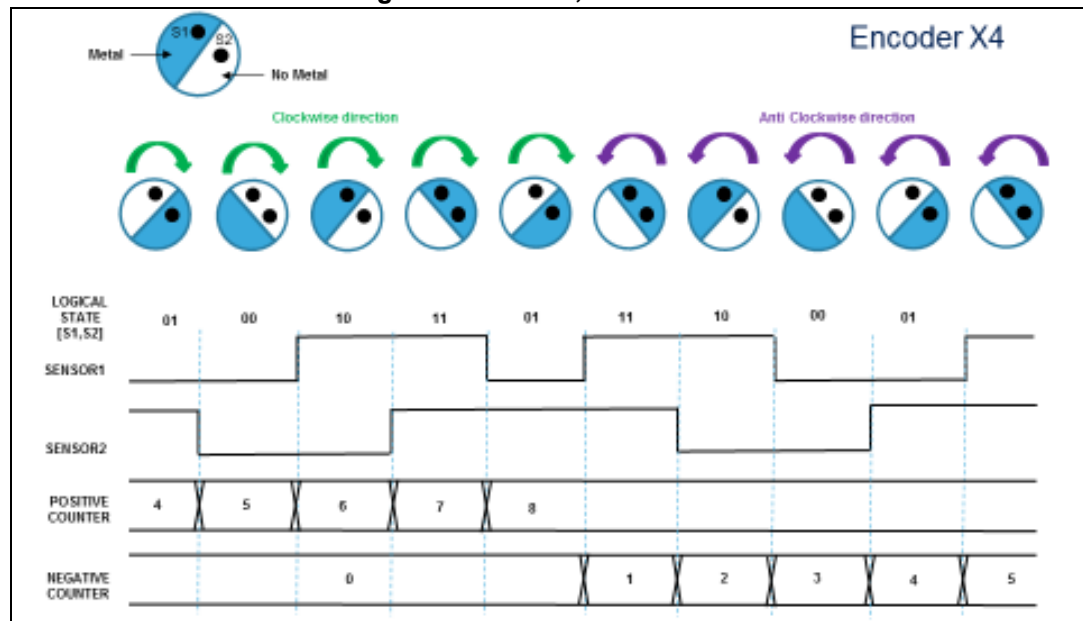 S1 S2
Encoder X4
Metal
No Metal
Clockwise direction
Anti Clockwise direction
LOGICAL STATE [S1,S2]
01 00 10 11 01 11 10 00 01
SENSOR1
SENSOR2
POSITIVE COUNTER
4 5 6 7 8
NEGATIVE COUNTER
0 1 2 3 4 5